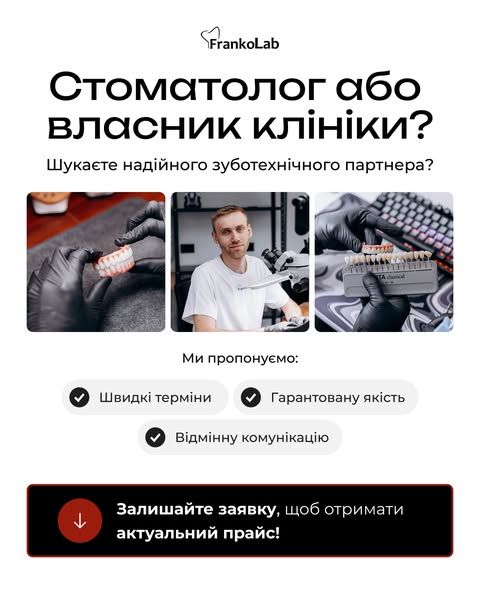 FrankoLab
Стоматолог або
власник клініки?
Шукаєте надійного зуботехнічного партнера?
Ми пропонуємо:
Швидкі терміни
Гарантовану якість
Відмінну комунікацію
Залишайте заявку, щоб отримати
актуальний прайс!